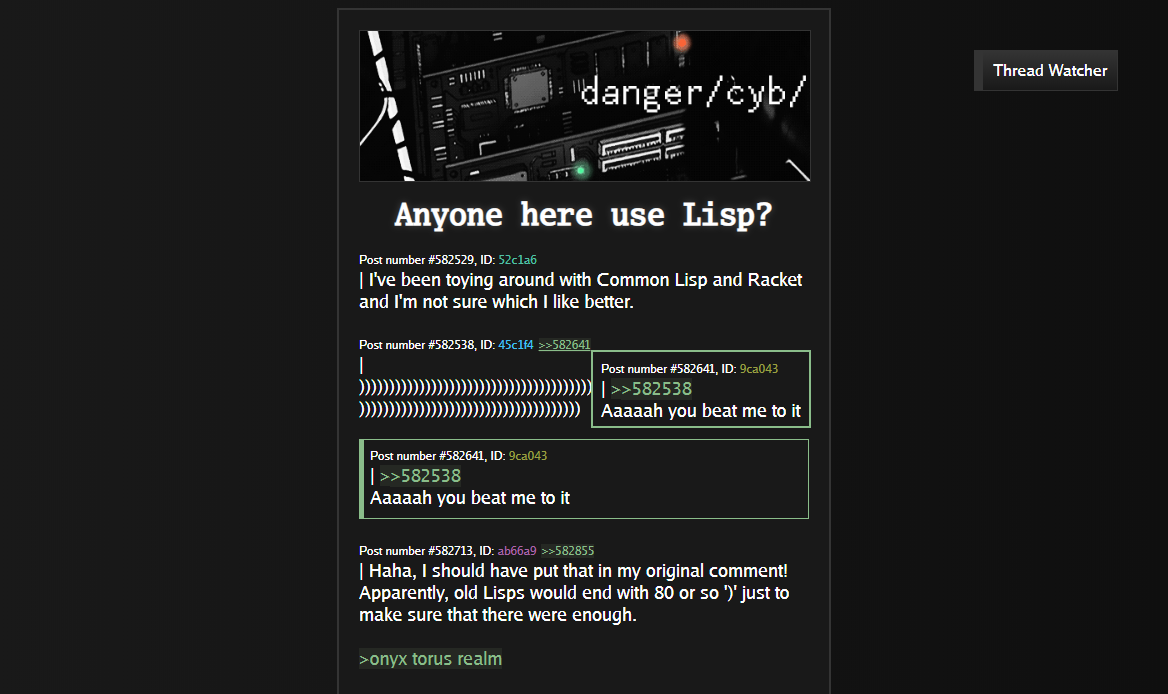 danger/cyb/
Thread Watcher
Anyone here use Lisp?
Post number #582529, ID: 52c1a6
| I've been toying around with Common Lisp and Racket
and I'm not sure which I like better.
Post number #582538, ID: 45c1f4 >>582641
|
)))))))))))))))))))))))))))))))))))))))
)))))))))))))))))))))))))))))))))))))
Post number #582641, ID: 9ca043
| >>582538
Aaaaah you beat me to it
Post number #582641, ID: 9ca043
| >>582538
Aaaaah you beat me to it
Post number #582713, ID: ab66a9 >>582855
| Haha, I should have put that in my original comment!
Apparently, old Lisps would end with 80 or so ')' just to
make sure that there were enough.
>onyx torus realm